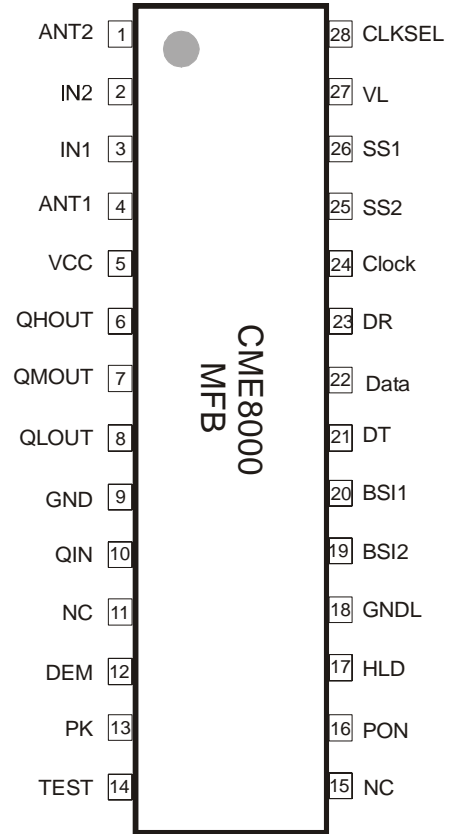 ANT2 1 28 CLKSEL
IN2 2 27 VL
IN1 3 26 SS1
ANT1 4 25 SS2
VCC 5 24 Clock
QHOUT 6 23 DR
QMOUT 7 22 Data
QLOUT 8 21 DT
GND 9 20 BSI1
QIN 10 19 BSI2
NC 11 18 GNDL
DEM 12 17 HLD
PK 13 16 PON
TEST 14 15 NC
CME8000
MFB